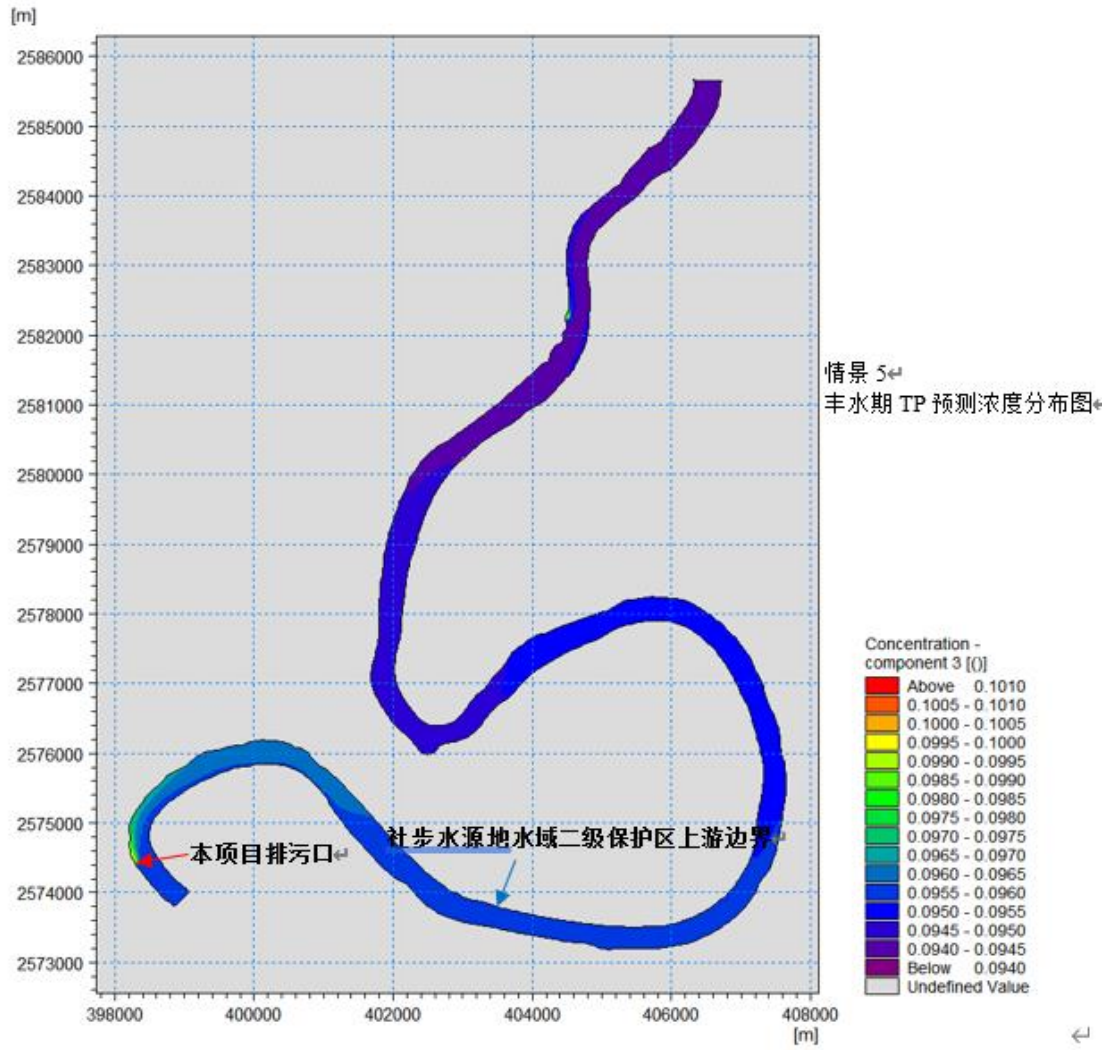 [m]
2586000
2585000
2584000
2583000
2582000
情景 5↵
丰水期 TP 预测浓度分布图↵
2581000
2580000
2579000
2578000
2577000
2576000
2575000
2574000
2573000
本项目排污口↵
社步水源地水域二级保护区上游边界↵
398000 400000 402000 404000 406000 408000
[m]
Concentration -
component 3 [()]
Above 0.1010
0.1005 - 0.1010
0.1000 - 0.1005
0.0995 - 0.1000
0.0990 - 0.0995
0.0985 - 0.0990
0.0980 - 0.0985
0.0975 - 0.0980
0.0970 - 0.0975
0.0965 - 0.0970
0.0960 - 0.0965
0.0955 - 0.0960
0.0950 - 0.0955
0.0945 - 0.0950
0.0940 - 0.0945
Below 0.0940
Undefined Value
↵